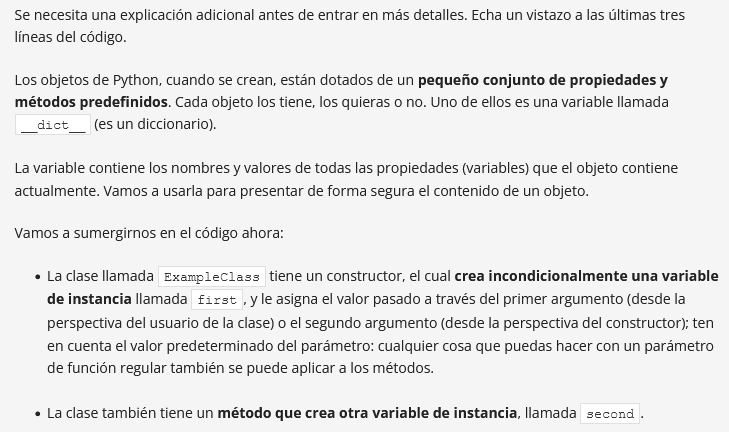 Se necesita una explicación adicional antes de entrar en más detalles. Echa un vistazo a las últimas tres
líneas del código.
Los objetos de Python, cuando se crean, están dotados de un pequeño conjunto de propiedades y
métodos predefinidos. Cada objeto los tiene, los quieras o no. Uno de ellos es una variable llamada
__dict__ (es un diccionario).
La variable contiene los nombres y valores de todas las propiedades (variables) que el objeto contiene
actualmente. Vamos a usarla para presentar de forma segura el contenido de un objeto.
Vamos a sumergirnos en el código ahora:
• La clase llamada ExampleClass tiene un constructor, el cual crea incondicionalmente una variable
de instancia llamada first, y le asigna el valor pasado a través del primer argumento (desde la
perspectiva del usuario de la clase) o el segundo argumento (desde la perspectiva del constructor); ten
en cuenta el valor predeterminado del parámetro: cualquier cosa que puedas hacer con un parámetro
de función regular también se puede aplicar a los métodos.
• La clase también tiene un método que crea otra variable de instancia, llamada second.